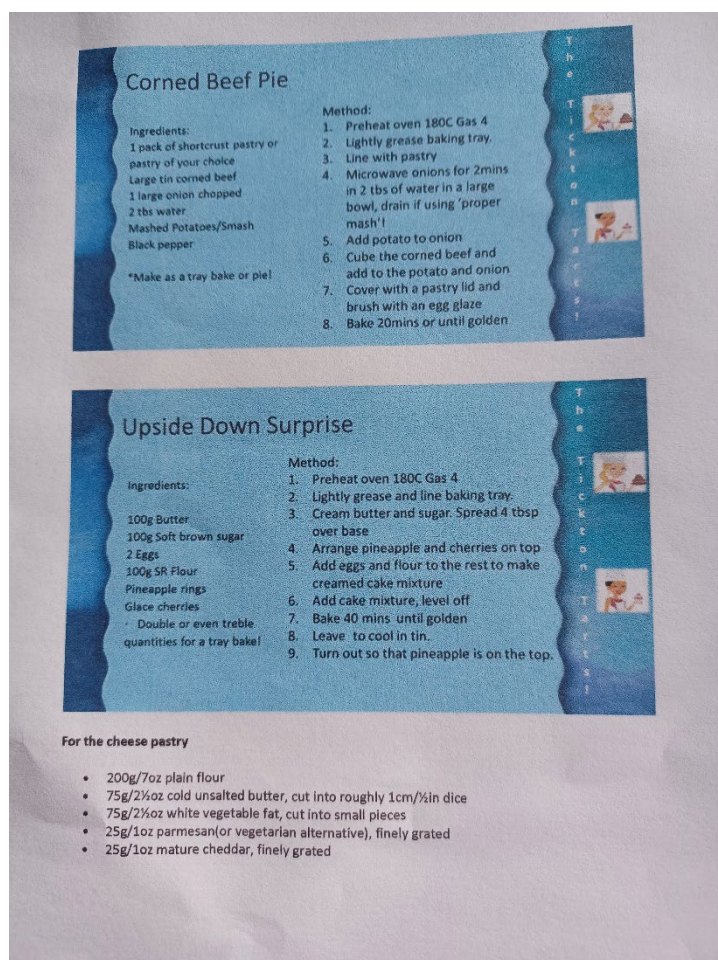 Corned Beef Pie
Ingredients:
1 pack of shortcrust pastry or
pastry of your choice
Large tin corned beef
1 large onion chopped
2 tbs water
Mashed Potatoes/Smash
Black pepper
*Make as a tray bake or pie!
Method:
1. Preheat oven 180C Gas 4
2. Lightly grease baking tray.
3. Line with pastry
4. Microwave onions for 2mins
in 2 tbs of water in a large
bowl, drain if using ‘proper
mash’!
5. Add potato to onion
6. Cube the corned beef and
add to the potato and onion
7. Cover with a pastry lid and
brush with an egg glaze
8. Bake 20mins or until golden
The Tickton Tarts!
Upside Down Surprise
Ingredients:
100g Butter
100g Soft brown sugar
2 Eggs
100g SR Flour
Pineapple rings
Glace cherries
· Double or even treble
quantities for a tray bake!
Method:
1. Preheat oven 180C Gas 4
2. Lightly grease and line baking tray.
3. Cream butter and sugar. Spread 4 tbsp
over base
4. Arrange pineapple and cherries on top
5. Add eggs and flour to the rest to make
creamed cake mixture
6. Add cake mixture, level off
7. Bake 40 mins until golden
8. Leave to cool in tin.
9. Turn out so that pineapple is on the top.
The Tickton Tarts!
For the cheese pastry
• 200g/7oz plain flour
• 75g/2½oz cold unsalted butter, cut into roughly 1cm/½in dice
• 75g/2½oz white vegetable fat, cut into small pieces
• 25g/1oz parmesan(or vegetarian alternative), finely grated
• 25g/1oz mature cheddar, finely grated